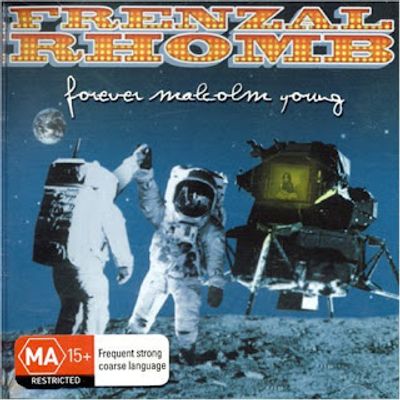 FRENZAL
RHOMB
forever malcolm young
MA 15+
RESTRICTED
Frequent strong
coarse language